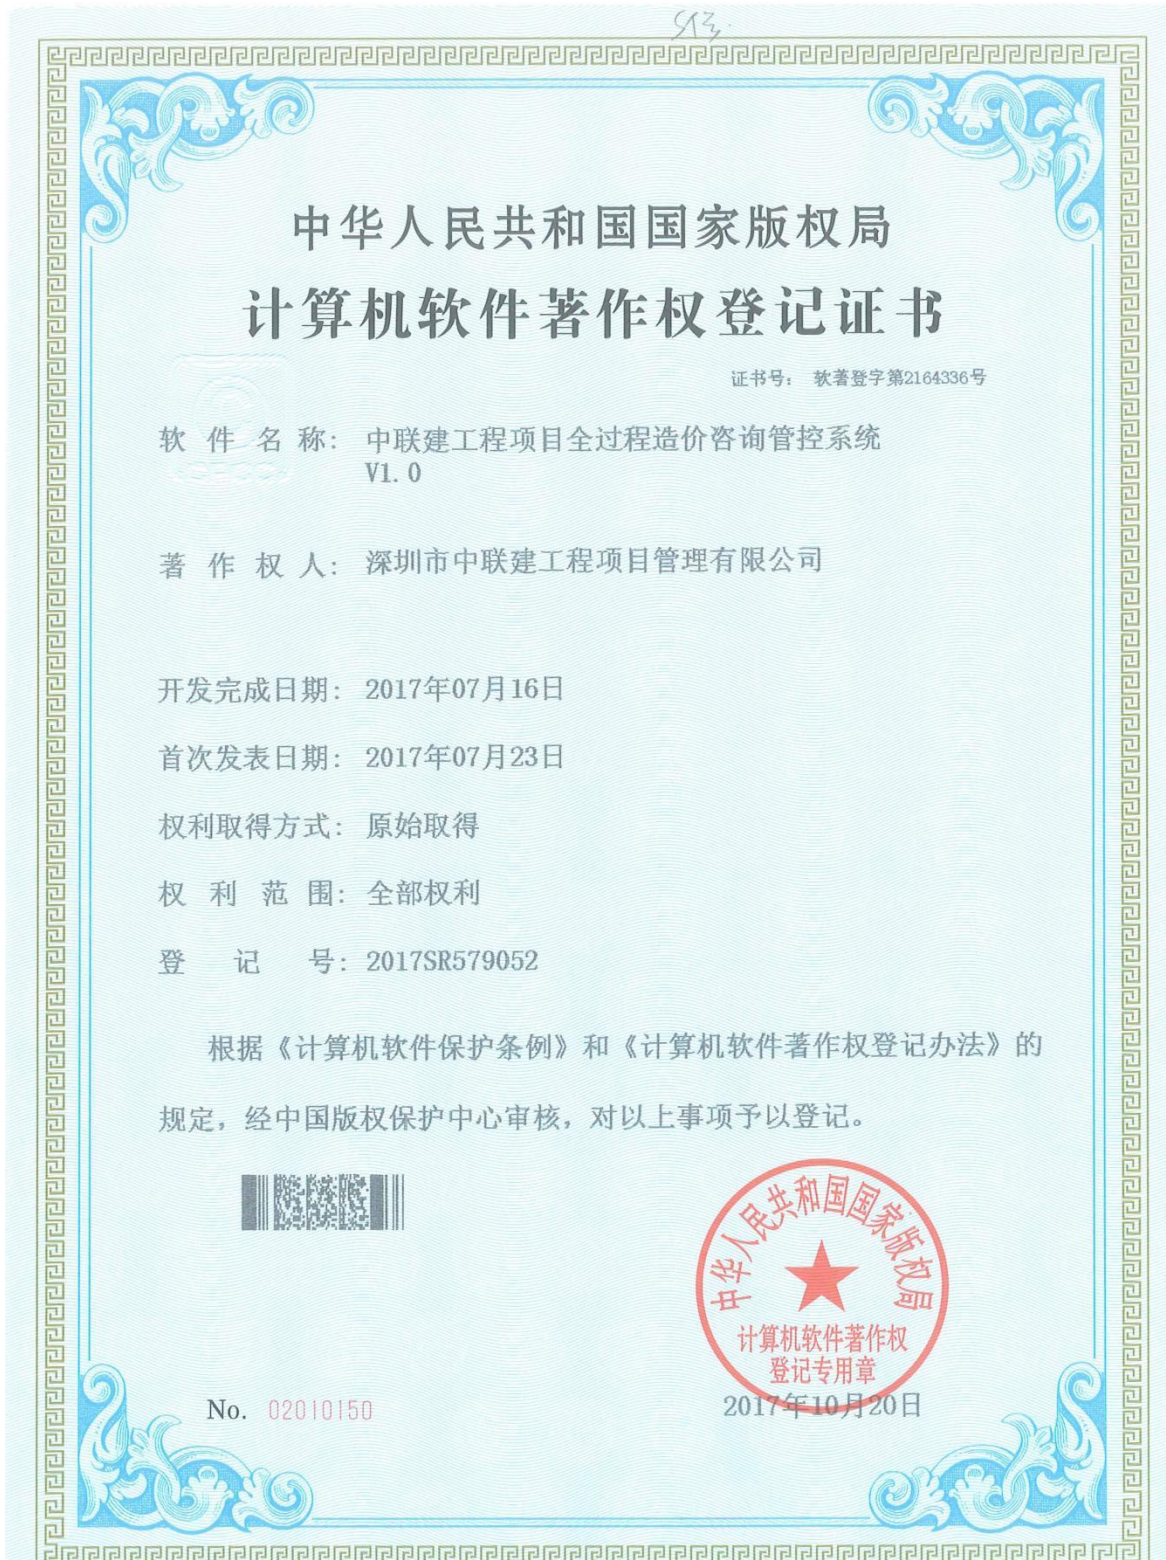 中华人民共和国国家版权局
计算机软件著作权登记证书
证书号： 软著登字第2164336号
软件名称： 中联建工程项目全过程造价咨询管控系统
V1.0
著作权人： 深圳市中联建工程项目管理有限公司
开发完成日期： 2017年07月16日
首次发表日期： 2017年07月23日
权利取得方式： 原始取得
权利范围： 全部权利
登记号： 2017SR579052
根据《计算机软件保护条例》和《计算机软件著作权登记办法》的
规定，经中国版权保护中心审核，对以上事项予以登记。
中华人民共和国国家版权局
计算机软件著作权
登记专用章
No. 02010150
2017年10月20日